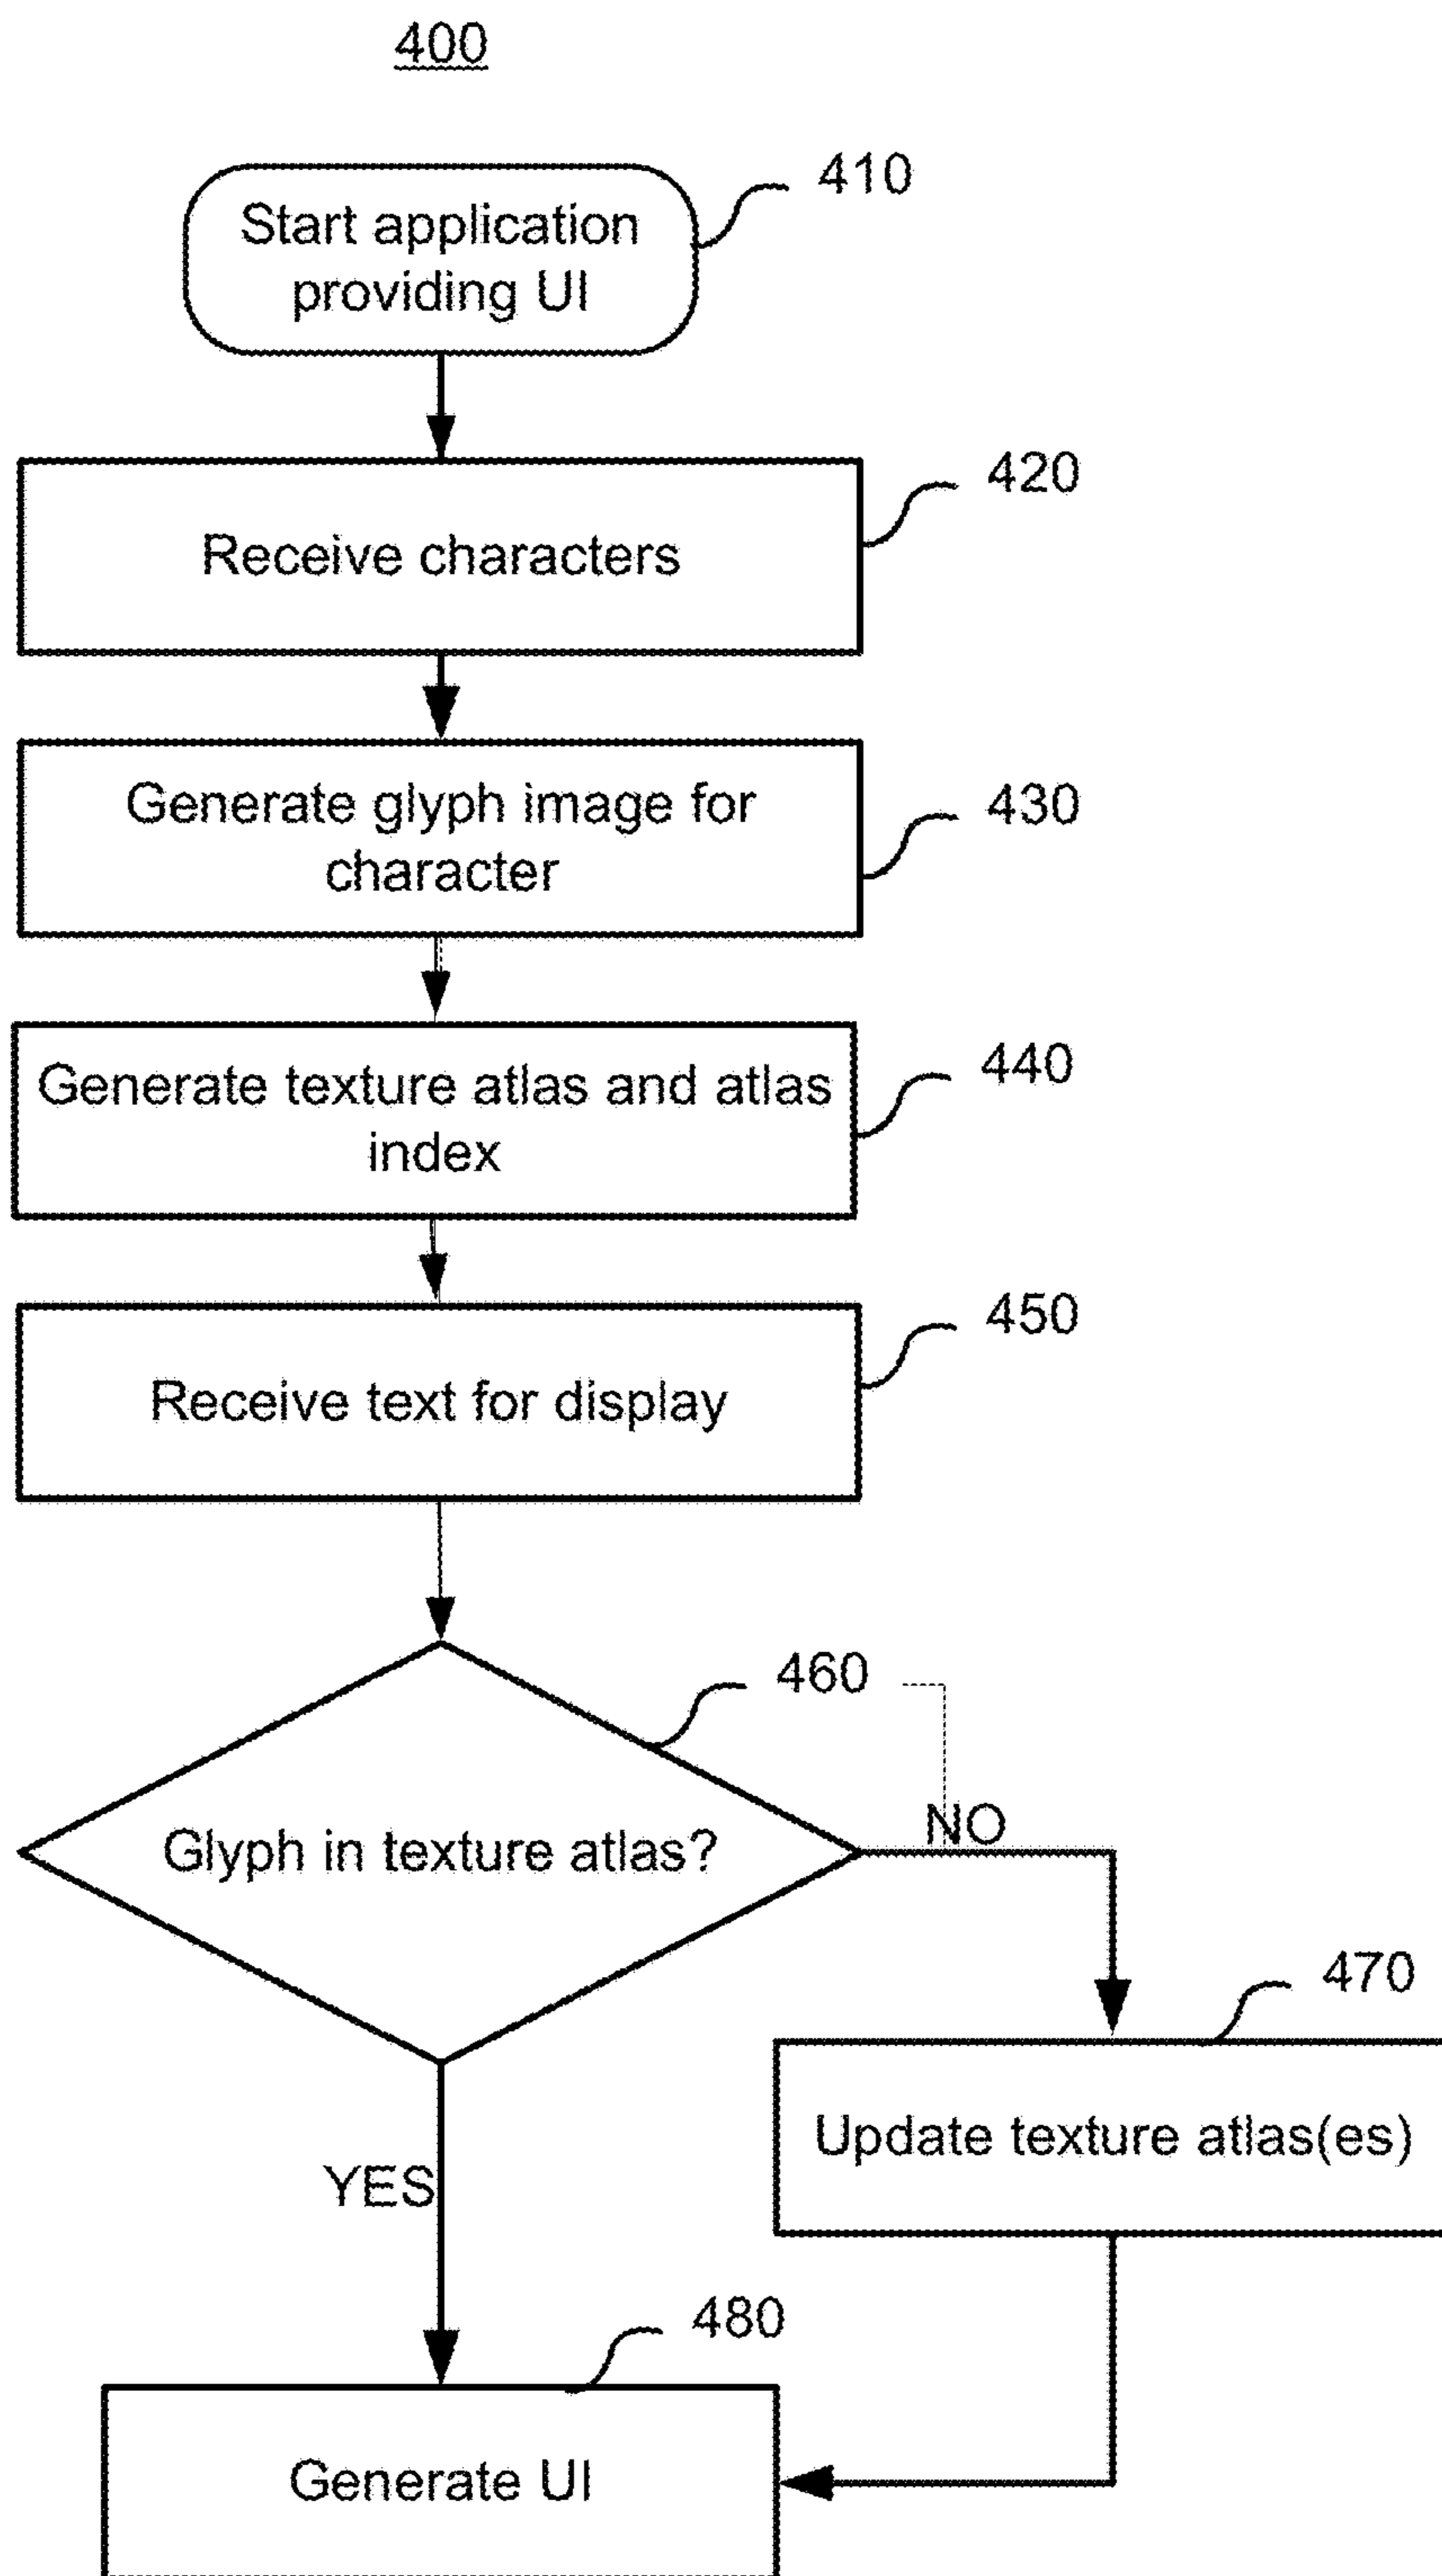 400
410
Start application
providing UI
420
Receive characters
430
Generate glyph image for
character
440
Generate texture atlas and atlas
index
450
Receive text for display
460
Glyph in texture atlas?
NO
470
Update texture atlas(es)
YES
480
Generate UI